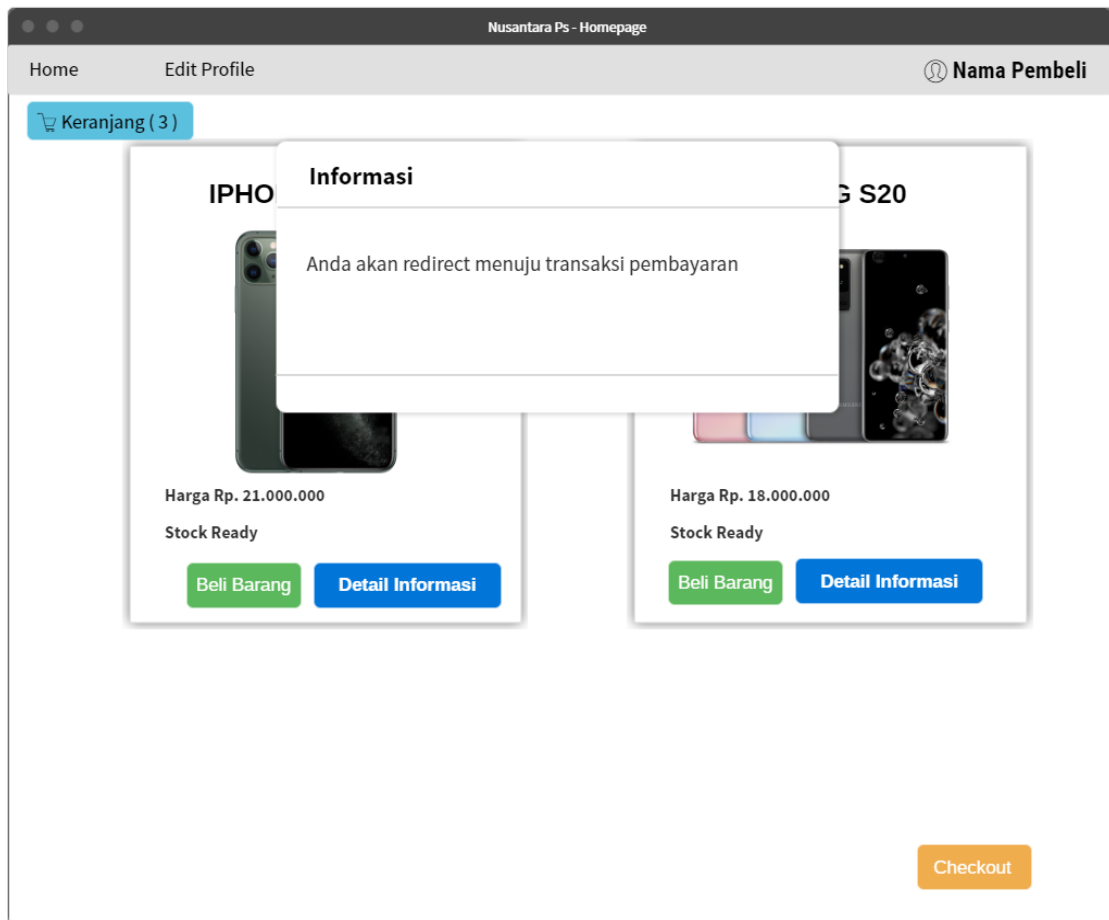 Nusantara Ps - Homepage
Home Edit Profile Nama Pembeli
Keranjang ( 3 )
Informasi
S20
Anda akan redirect menuju transaksi pembayaran
Harga Rp. 21.000.000 Harga Rp. 18.000.000
Stock Ready Stock Ready
Beli Barang Detail Informasi Beli Barang Detail Informasi
Checkout